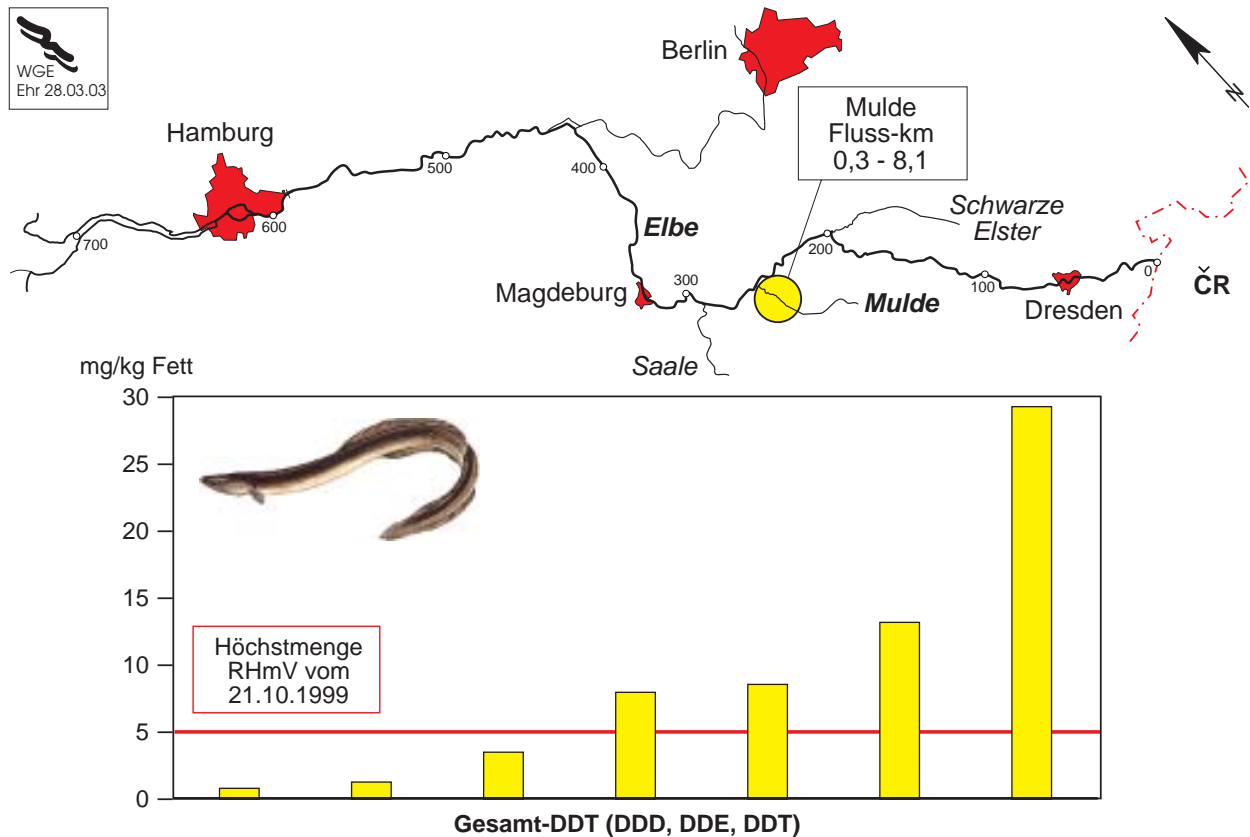 WGE
Ehr 28.03.03
Berlin
Hamburg
Mulde
Fluss-km
0,3 - 8,1
N
500
400
600
700
Elbe
Schwarze
Elster
200
0
ČR
100
Magdeburg
300
Mulde
Dresden
Saale
mg/kg Fett
30
25
20
15
10
5
0
Höchstmenge
RHmV vom
21.10.1999
Gesamt-DDT (DDD, DDE, DDT)